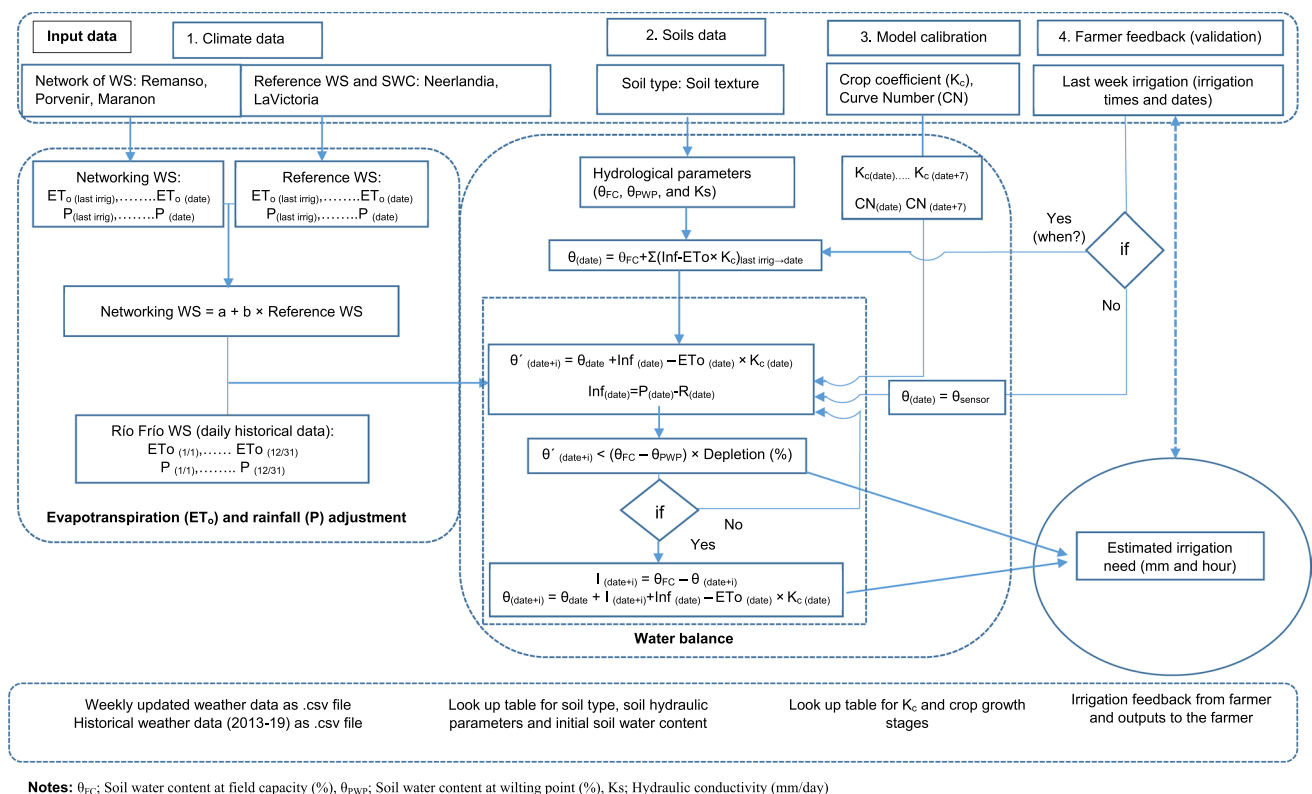 Input data
1. Climate data
2. Soils data
3. Model calibration
4. Farmer feedback (validation)
Network of WS: Remanso,
Porvenir, Maranon
Reference WS and SWC: Neerlandia,
LaVictoria
Soil type: Soil texture
Crop coefficient (Kc),
Curve Number (CN)
Last week irrigation (irrigation
times and dates)
Networking WS:
ETo (last irrig),........ETo (date)
P(last irrig),.......P (date)
Reference WS:
ETo (last irrig),......ETo (date)
P(last irrig),.......P (date)
Networking WS = a + b × Reference WS
Río Frío WS (daily historical data):
ETo (1/1),...... ETo (12/31)
P (1/1),........ P (12/31)
Evapotranspiration (ETo) and rainfall (P) adjustment
Hydrological parameters
(θFC, θPWP, and Ks)
Kc(date)..... Kc (date+7)
CN(date) CN (date+7)
θ(date) = θFC+Σ(Inf-ETo× Kc)last irrig→date
Yes
(when?)
if
No
θ´ (date+i) = θdate +Inf (date) – ETo (date) × Kc (date)
Inf(date)=P(date)-R(date)
θ(date) = θsensor
θ´ (date+i) < (θFC – θPWP) × Depletion (%)
if
No
Yes
I (date+i) = θFC – θ (date+i)
θ(date+i) = θdate + I (date+i)+Inf (date) – ETo (date) × Kc (date)
Water balance
Estimated irrigation
need (mm and hour)
Weekly updated weather data as .csv file
Historical weather data (2013-19) as .csv file
Look up table for soil type, soil hydraulic
parameters and initial soil water content
Look up table for Kc and crop growth
stages
Irrigation feedback from farmer
and outputs to the farmer
Notes: θFC; Soil water content at field capacity (%), θPWP; Soil water content at wilting point (%), Ks; Hydraulic conductivity (mm/day)